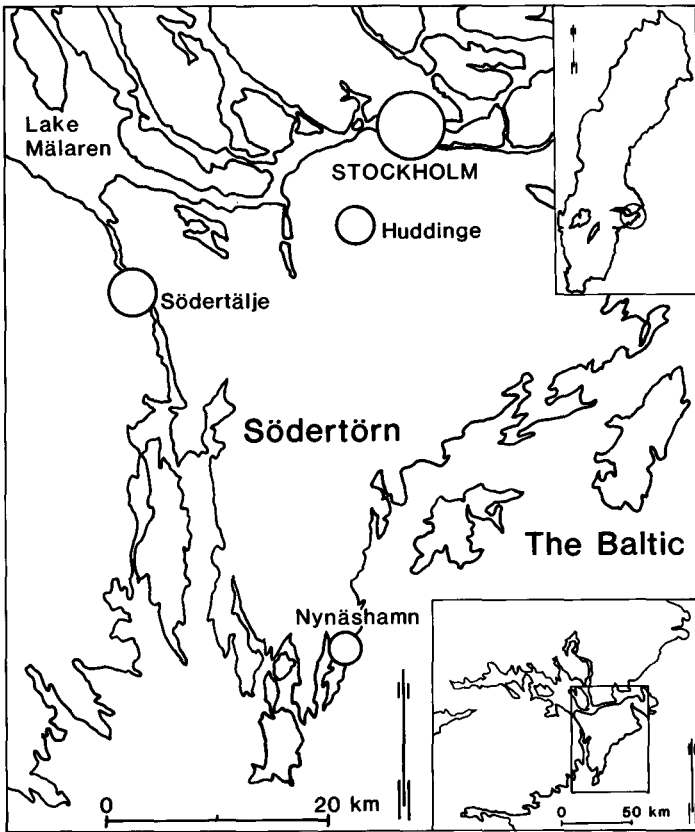 Lake
Mälaren
STOCKHOLM
Huddinge
Södertälje
Södertörn
The Baltic
Nynäshamn
0 20 km
0 50 km